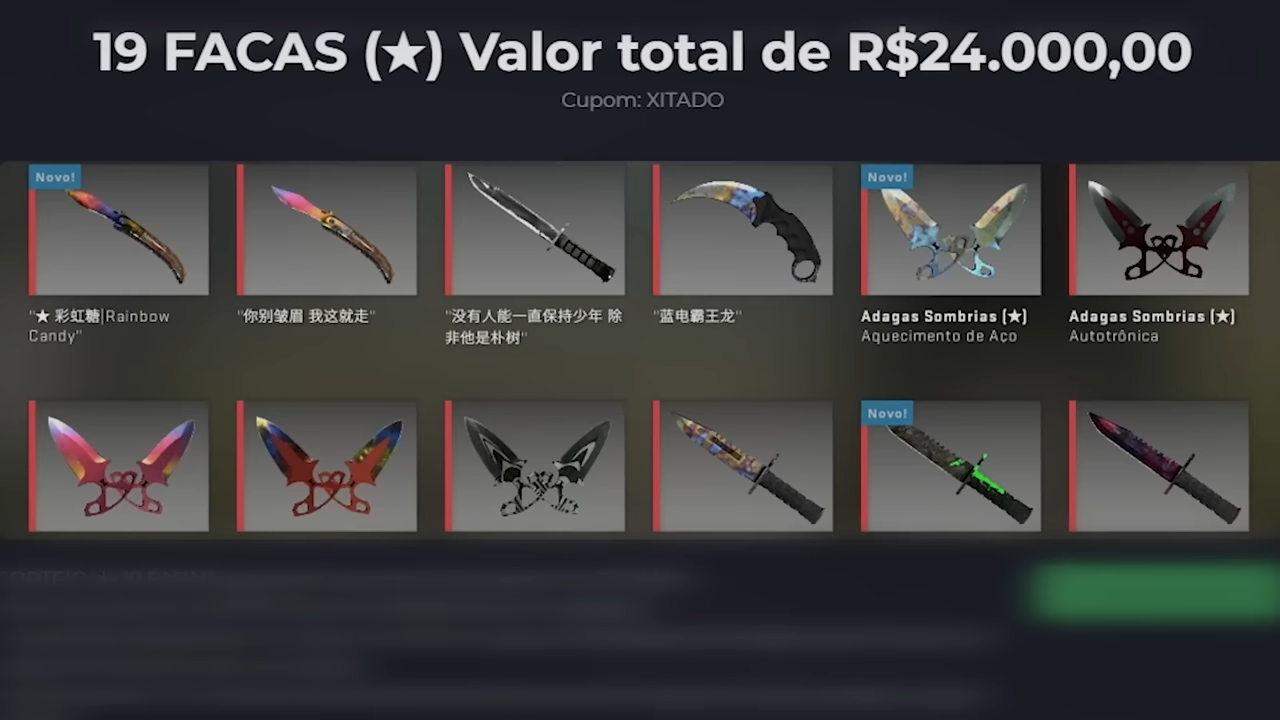 19 FACAS (★) Valor total de R$24.000,00
Cupom: XITADO
Novo!
Novo!
"★ 彩虹糖|Rainbow
Candy"
"你别皱眉 我这就走"
"没有人能一直保持少年 除
非他是朴树"
"蓝电霸王龙"
Adagas Sombrias (★)
Aquecimento de Aço
Adagas Sombrias (★)
Autotrônica
Novo!